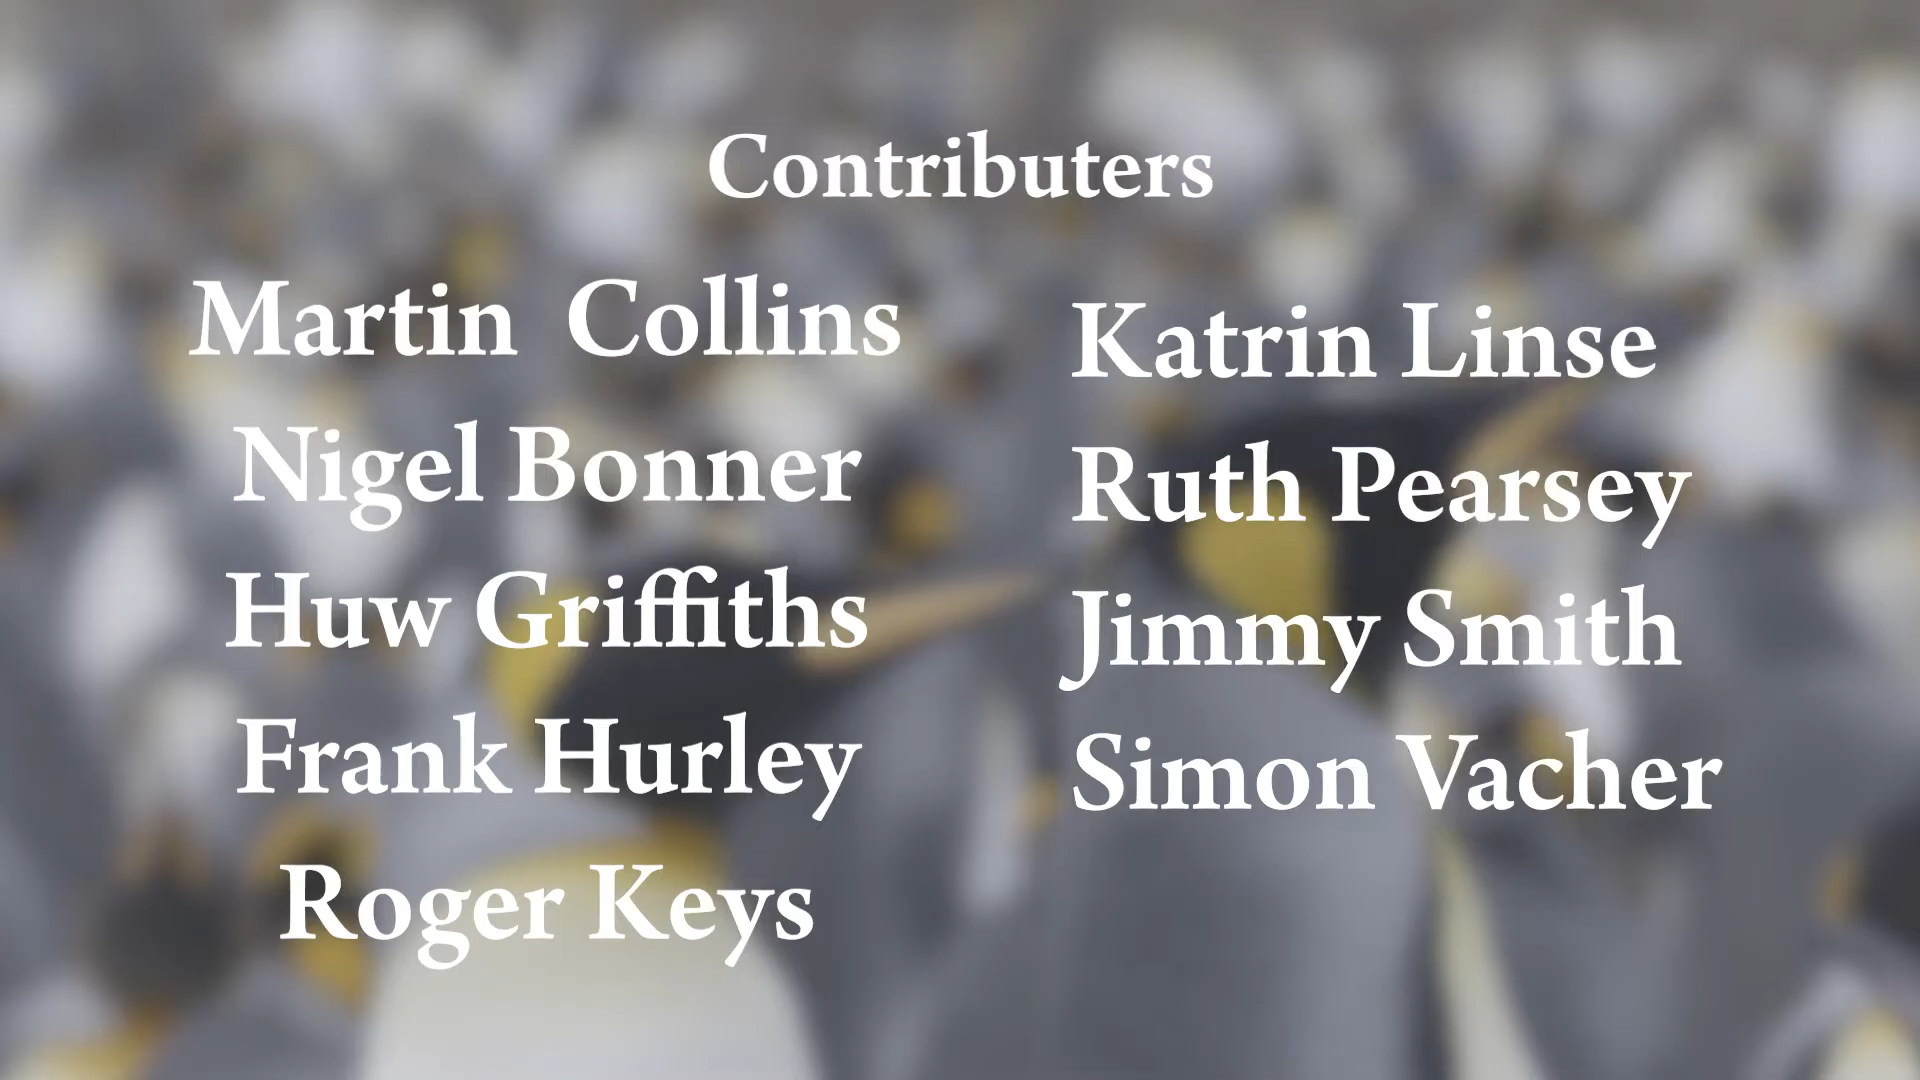 Contributers
Martin  Collins
Nigel Bonner
Huw Griffiths
Frank Hurley
Roger Keys
Katrin Linse
Ruth Pearsey
Jimmy Smith
Simon Vacher